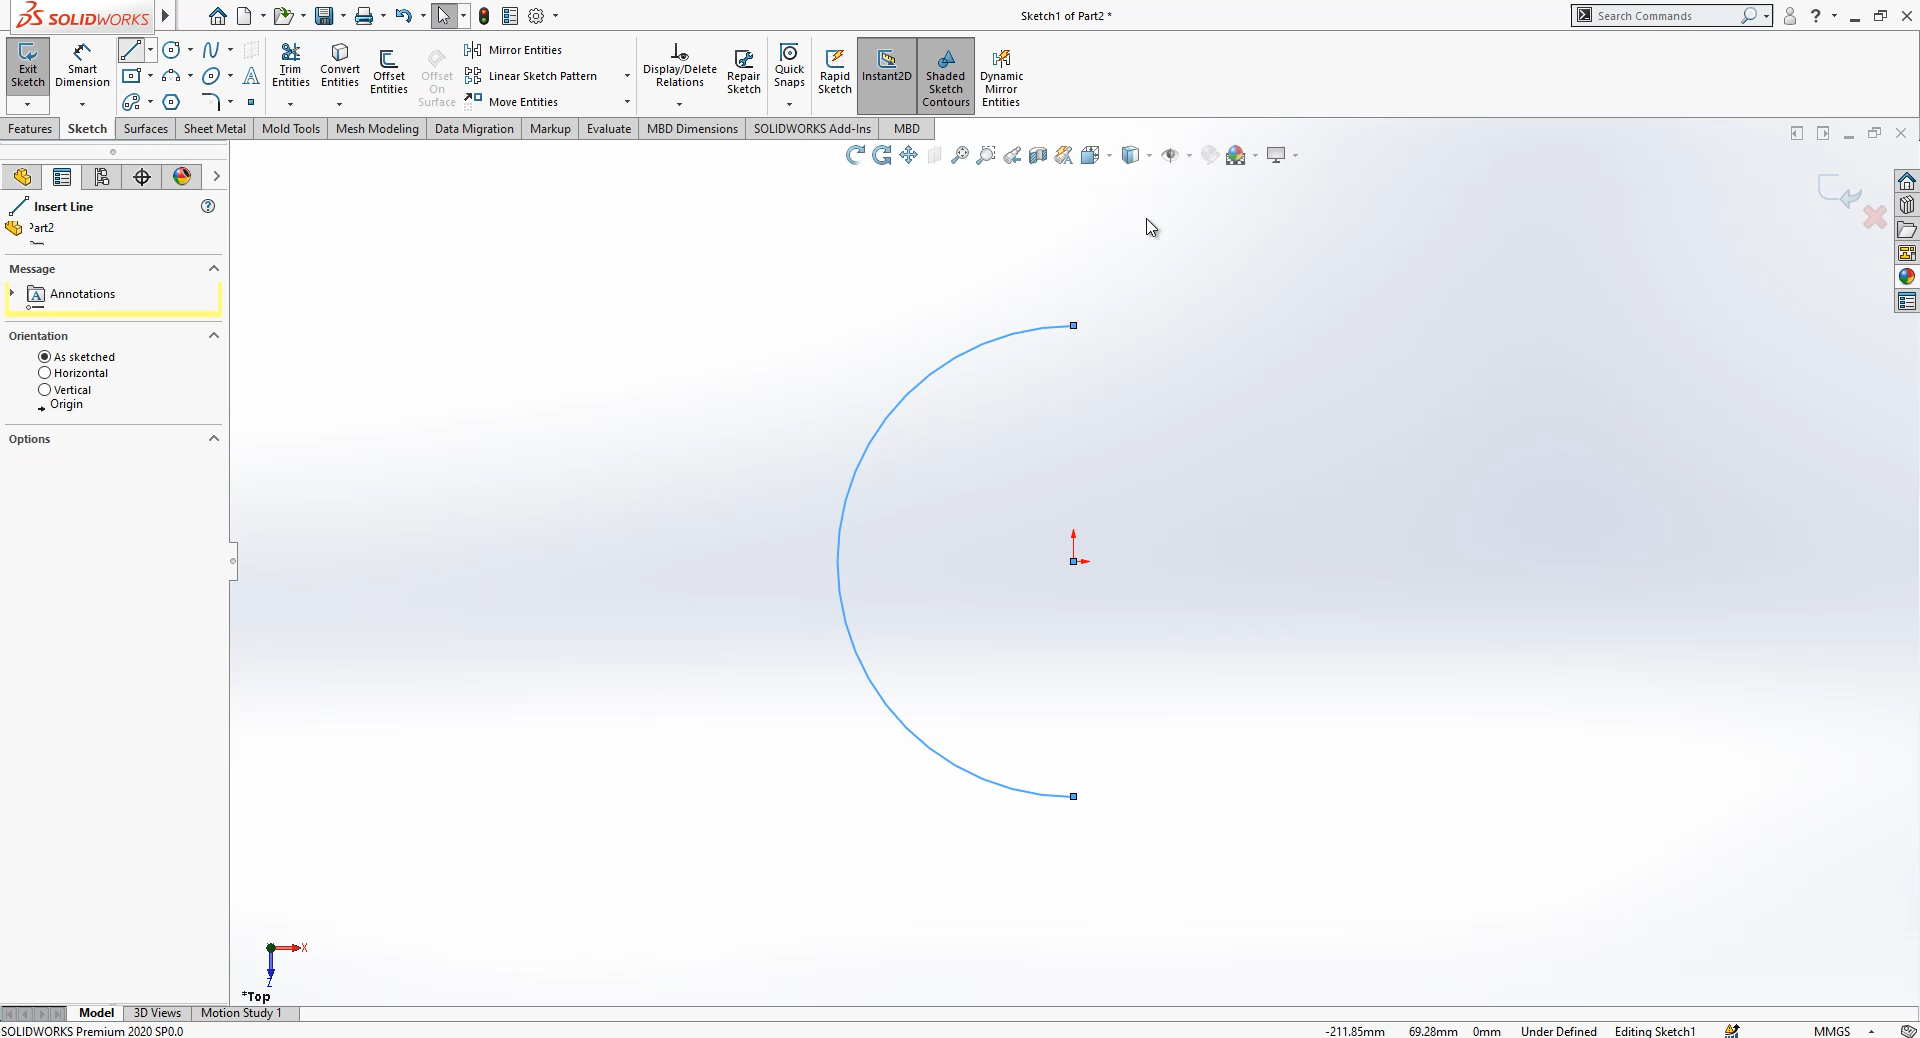 SOLIDWORKS
Sketch1 of Part2 *
Search Commands
Exit Sketch
Smart Dimension
Trim Entities
Convert Entities
Offset Entities
Offset On Surface
Mirror Entities
Linear Sketch Pattern
Move Entities
Display/Delete Relations
Repair Sketch
Quick Snaps
Rapid Sketch
Instant2D
Shaded Sketch Contours
Dynamic Mirror Entities
Features
Sketch
Surfaces
Sheet Metal
Mold Tools
Mesh Modeling
Data Migration
Markup
Evaluate
MBD Dimensions
SOLIDWORKS Add-Ins
MBD
Insert Line
Part2
Message
Annotations
Orientation
As sketched
Horizontal
Vertical
Origin
Options
X
Z
*Top
Model
3D Views
Motion Study 1
SOLIDWORKS Premium 2020 SP0.0
-211.85mm
69.28mm
0mm
Under Defined
Editing Sketch1
MMGS